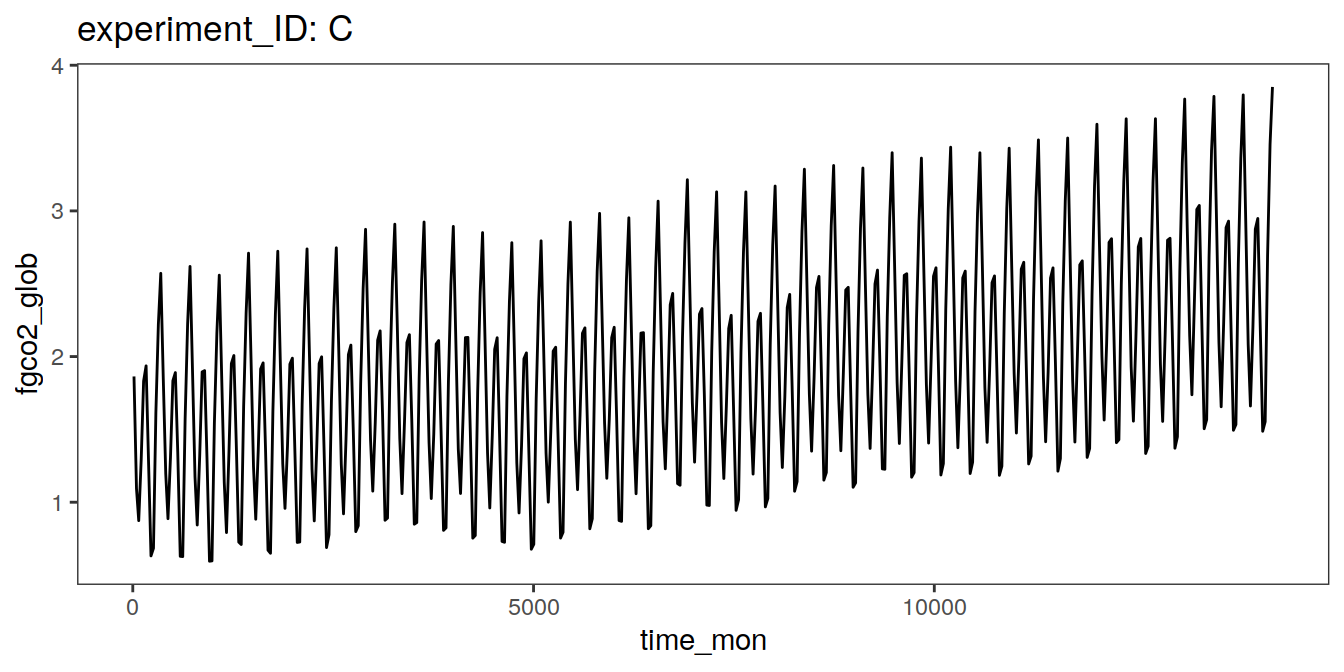 experiment_ID: C
4
3
2
1
fgco2_glob
0 5000 10000
time_mon